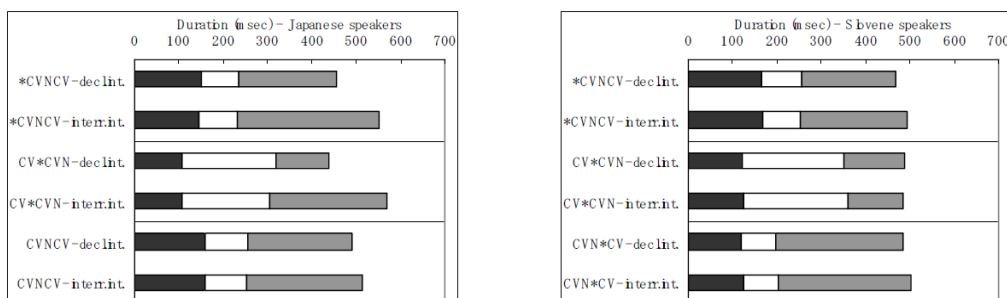 Duration (msec)- Japanese speakers
0 100 200 300 400 500 600 700
*CVNCV-decl.int.
*CVNCV-interr.int.
CV*CVN-decl.int.
CV*CVN-interr.int.
CVNCV-decl.int.
CVNCV-interr.int.
Duration (msec)- Slovene speakers
0 100 200 300 400 500 600 700
*CVNCV-decl.int.
*CVNCV-interr.int.
CV*CVN-decl.int.
CV*CVN-interr.int.
CVN*CV-decl.int.
CVN*CV-interr.int.